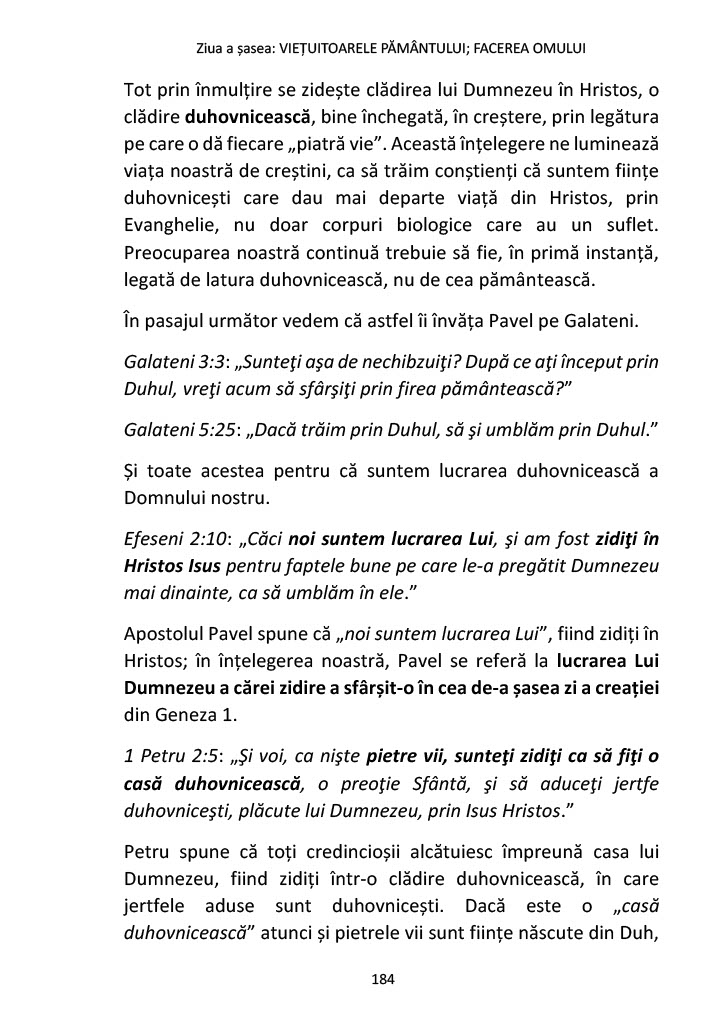 Ziua a șasea: VIEȚUITOARELE PĂMÂNTULUI; FACEREA OMULUI
Tot prin înmulțire se zidește clădirea lui Dumnezeu în Hristos, o
clădire duhovnicească, bine închegată, în creștere, prin legătura
pe care o dă fiecare „piatră vie”. Această înțelegere ne luminează
viața noastră de creștini, ca să trăim conștienți că suntem ființe
duhovnicești care dau mai departe viață din Hristos, prin
Evanghelie, nu doar corpuri biologice care au un suflet.
Preocuparea noastră continuă trebuie să fie, în primă instanță,
legată de latura duhovnicească, nu de cea pământească.
În pasajul următor vedem că astfel îi învăța Pavel pe Galateni.
Galateni 3:3: „Sunteţi aşa de nechibzuiţi? După ce aţi început prin
Duhul, vreţi acum să sfârşiţi prin firea pământească?”
Galateni 5:25: „Dacă trăim prin Duhul, să şi umblăm prin Duhul.”
Și toate acestea pentru că suntem lucrarea duhovnicească a
Domnului nostru.
Efeseni 2:10: „Căci noi suntem lucrarea Lui, şi am fost zidiţi în
Hristos Isus pentru faptele bune pe care le-a pregătit Dumnezeu
mai dinainte, ca să umblăm în ele.”
Apostolul Pavel spune că „noi suntem lucrarea Lui”, fiind zidiți în
Hristos; în înțelegerea noastră, Pavel se referă la lucrarea Lui
Dumnezeu a cărei zidire a sfârșit-o în cea de-a șasea zi a creației
din Geneza 1.
1 Petru 2:5: „Şi voi, ca nişte pietre vii, sunteţi zidiţi ca să fiţi o
casă duhovnicească, o preoţie Sfântă, şi să aduceţi jertfe
duhovniceşti, plăcute lui Dumnezeu, prin Isus Hristos.”
Petru spune că toți credincioșii alcătuiesc împreună casa lui
Dumnezeu, fiind zidiți într-o clădire duhovnicească, în care
jertfele aduse sunt duhovnicești. Dacă este o „casă
duhovnicească” atunci și pietrele vii sunt ființe născute din Duh,
184